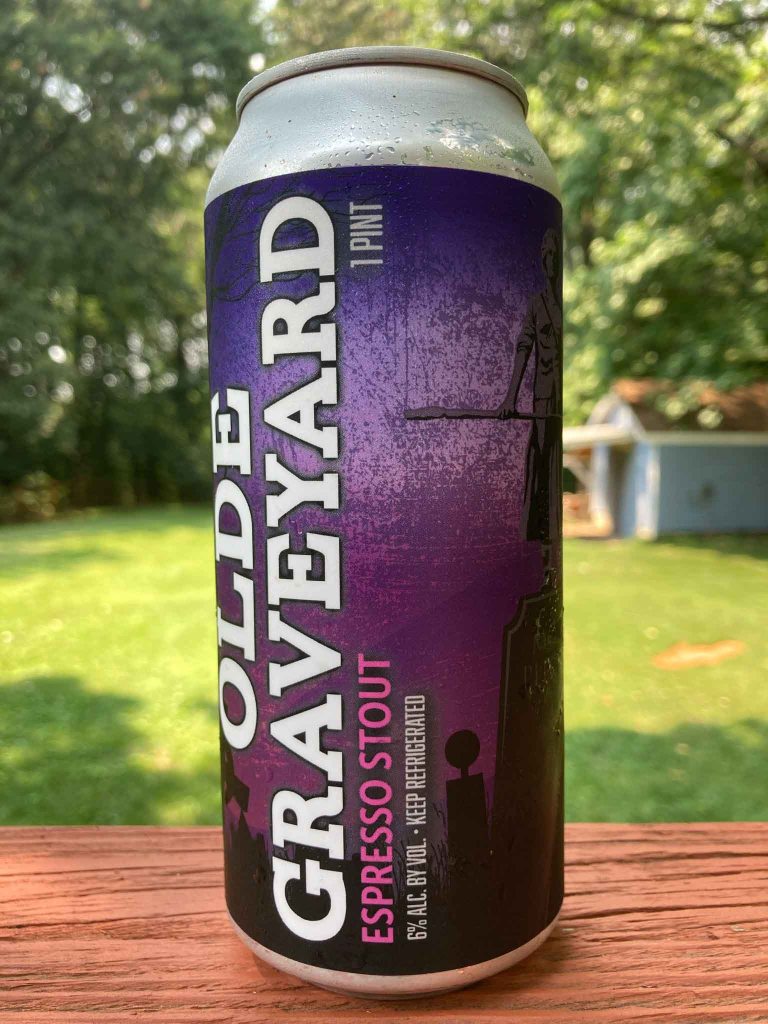 OLDE
GRAVEYARD
1 PINT
ESPRESSO STOUT
6% ALC. BY VOL. • KEEP REFRIGERATED